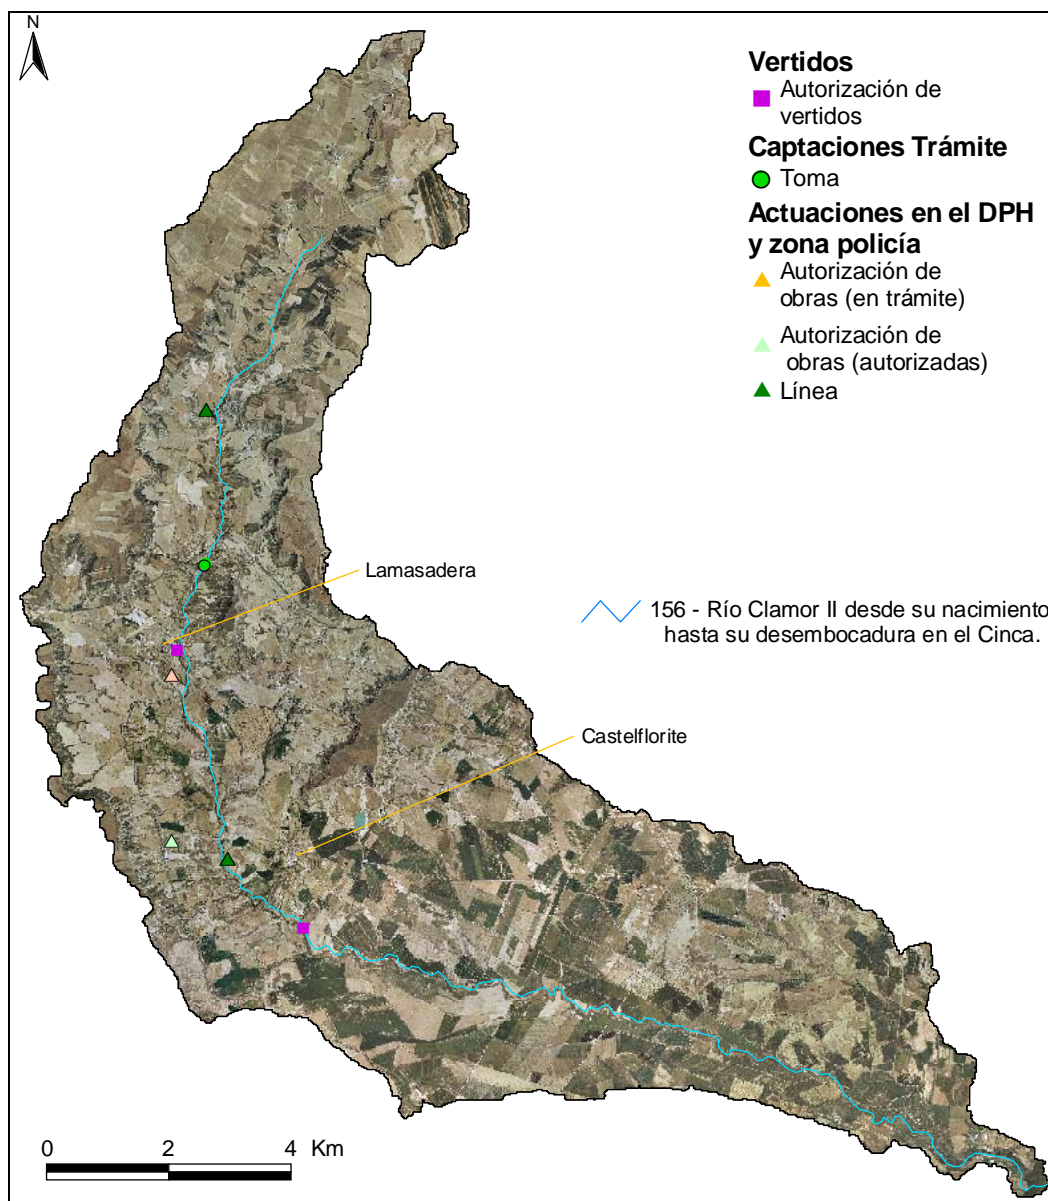 N
Vertidos
Autorización de
vertidos
Captaciones Trámite
Toma
Actuaciones en el DPH
y zona policía
Autorización de
obras (en trámite)
Autorización de
obras (autorizadas)
Línea
Lamasadera
156 - Río Clamor II desde su nacimiento
hasta su desembocadura en el Cinca.
Castelflorite
0 2 4 Km